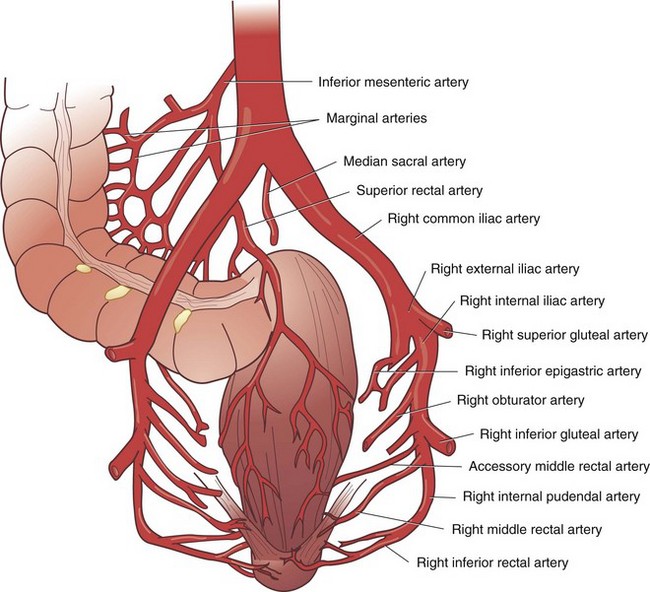 Inferior mesenteric artery
Marginal arteries
Median sacral artery
Superior rectal artery
Right common iliac artery
Right external iliac artery
Right internal iliac artery
Right superior gluteal artery
Right inferior epigastric artery
Right obturator artery
Right inferior gluteal artery
Accessory middle rectal artery
Right internal pudendal artery
Right middle rectal artery
Right inferior rectal artery